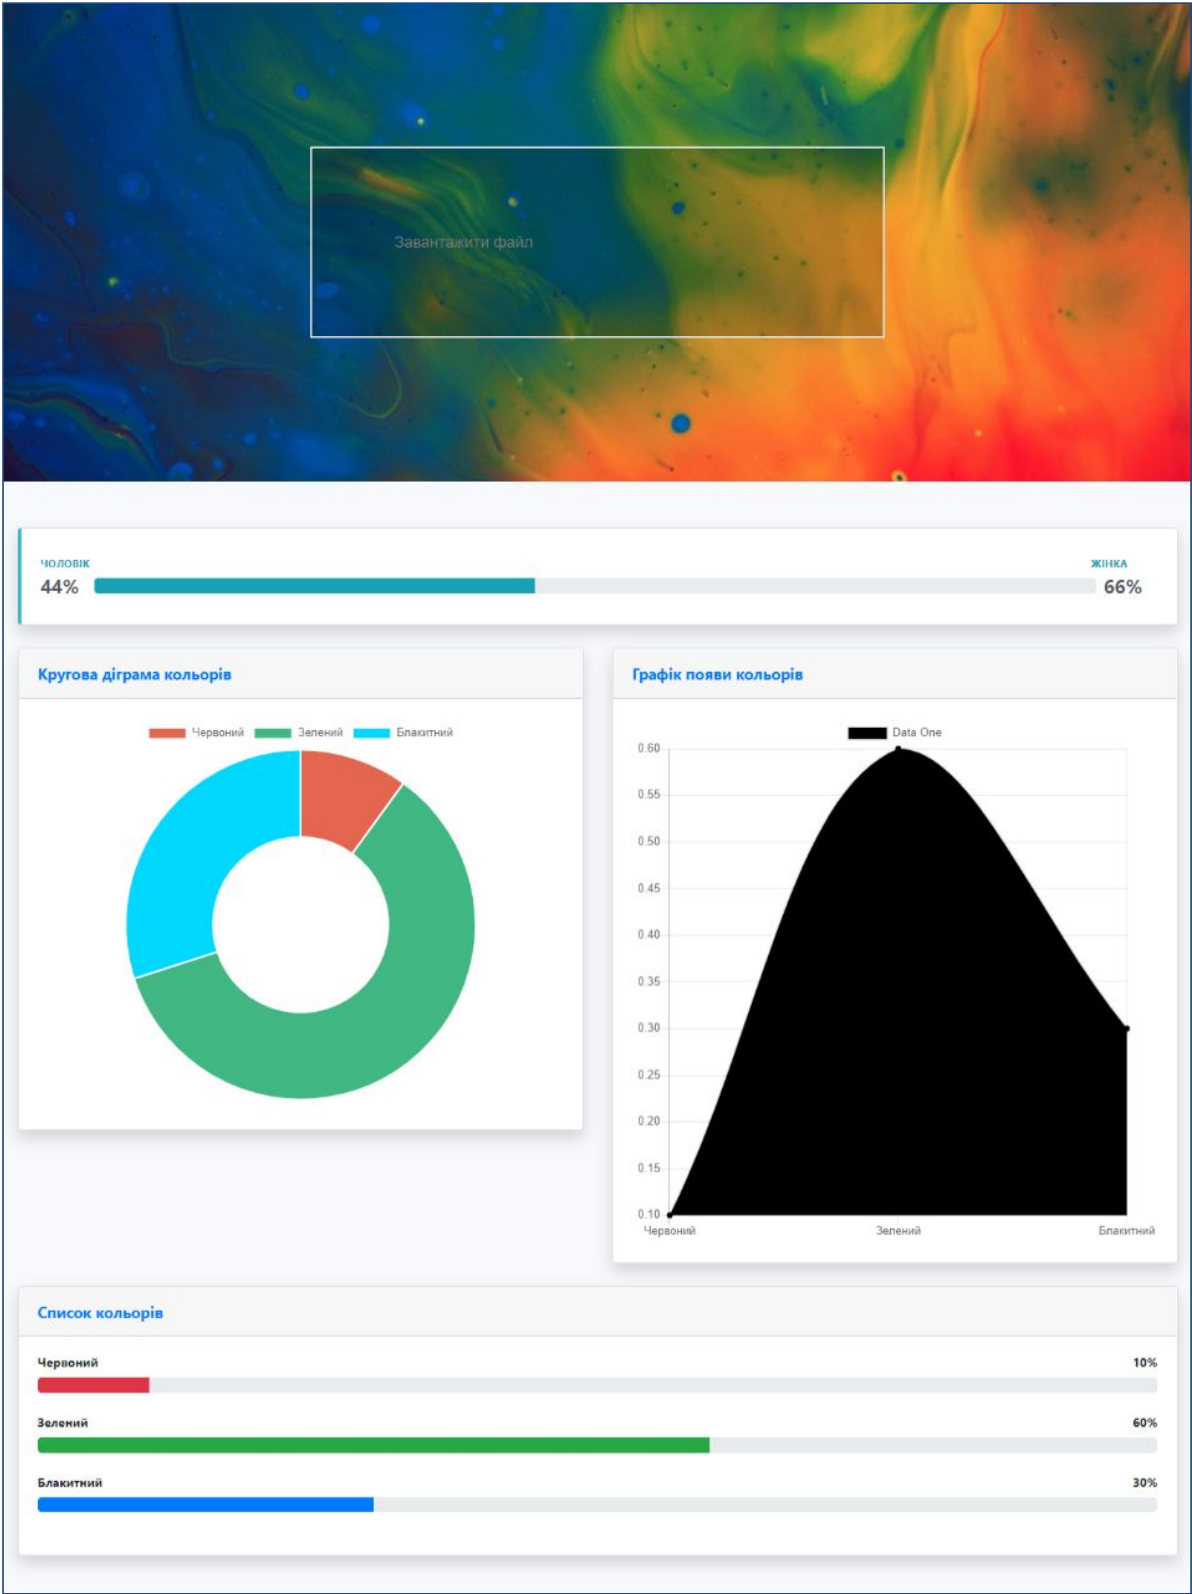 Завантажити файл
ЧОЛОВІК ЖІНКА
44% 66%
Кругова діграма кольорів
Червоний Зелений Блакитний
Графік появи кольорів
Data One
0.60
0.55
0.50
0.45
0.40
0.35
0.30
0.25
0.20
0.15
0.10
Червоний Зелений Блакитний
Список кольорів
Червоний 10%
Зелений 60%
Блакитний 30%